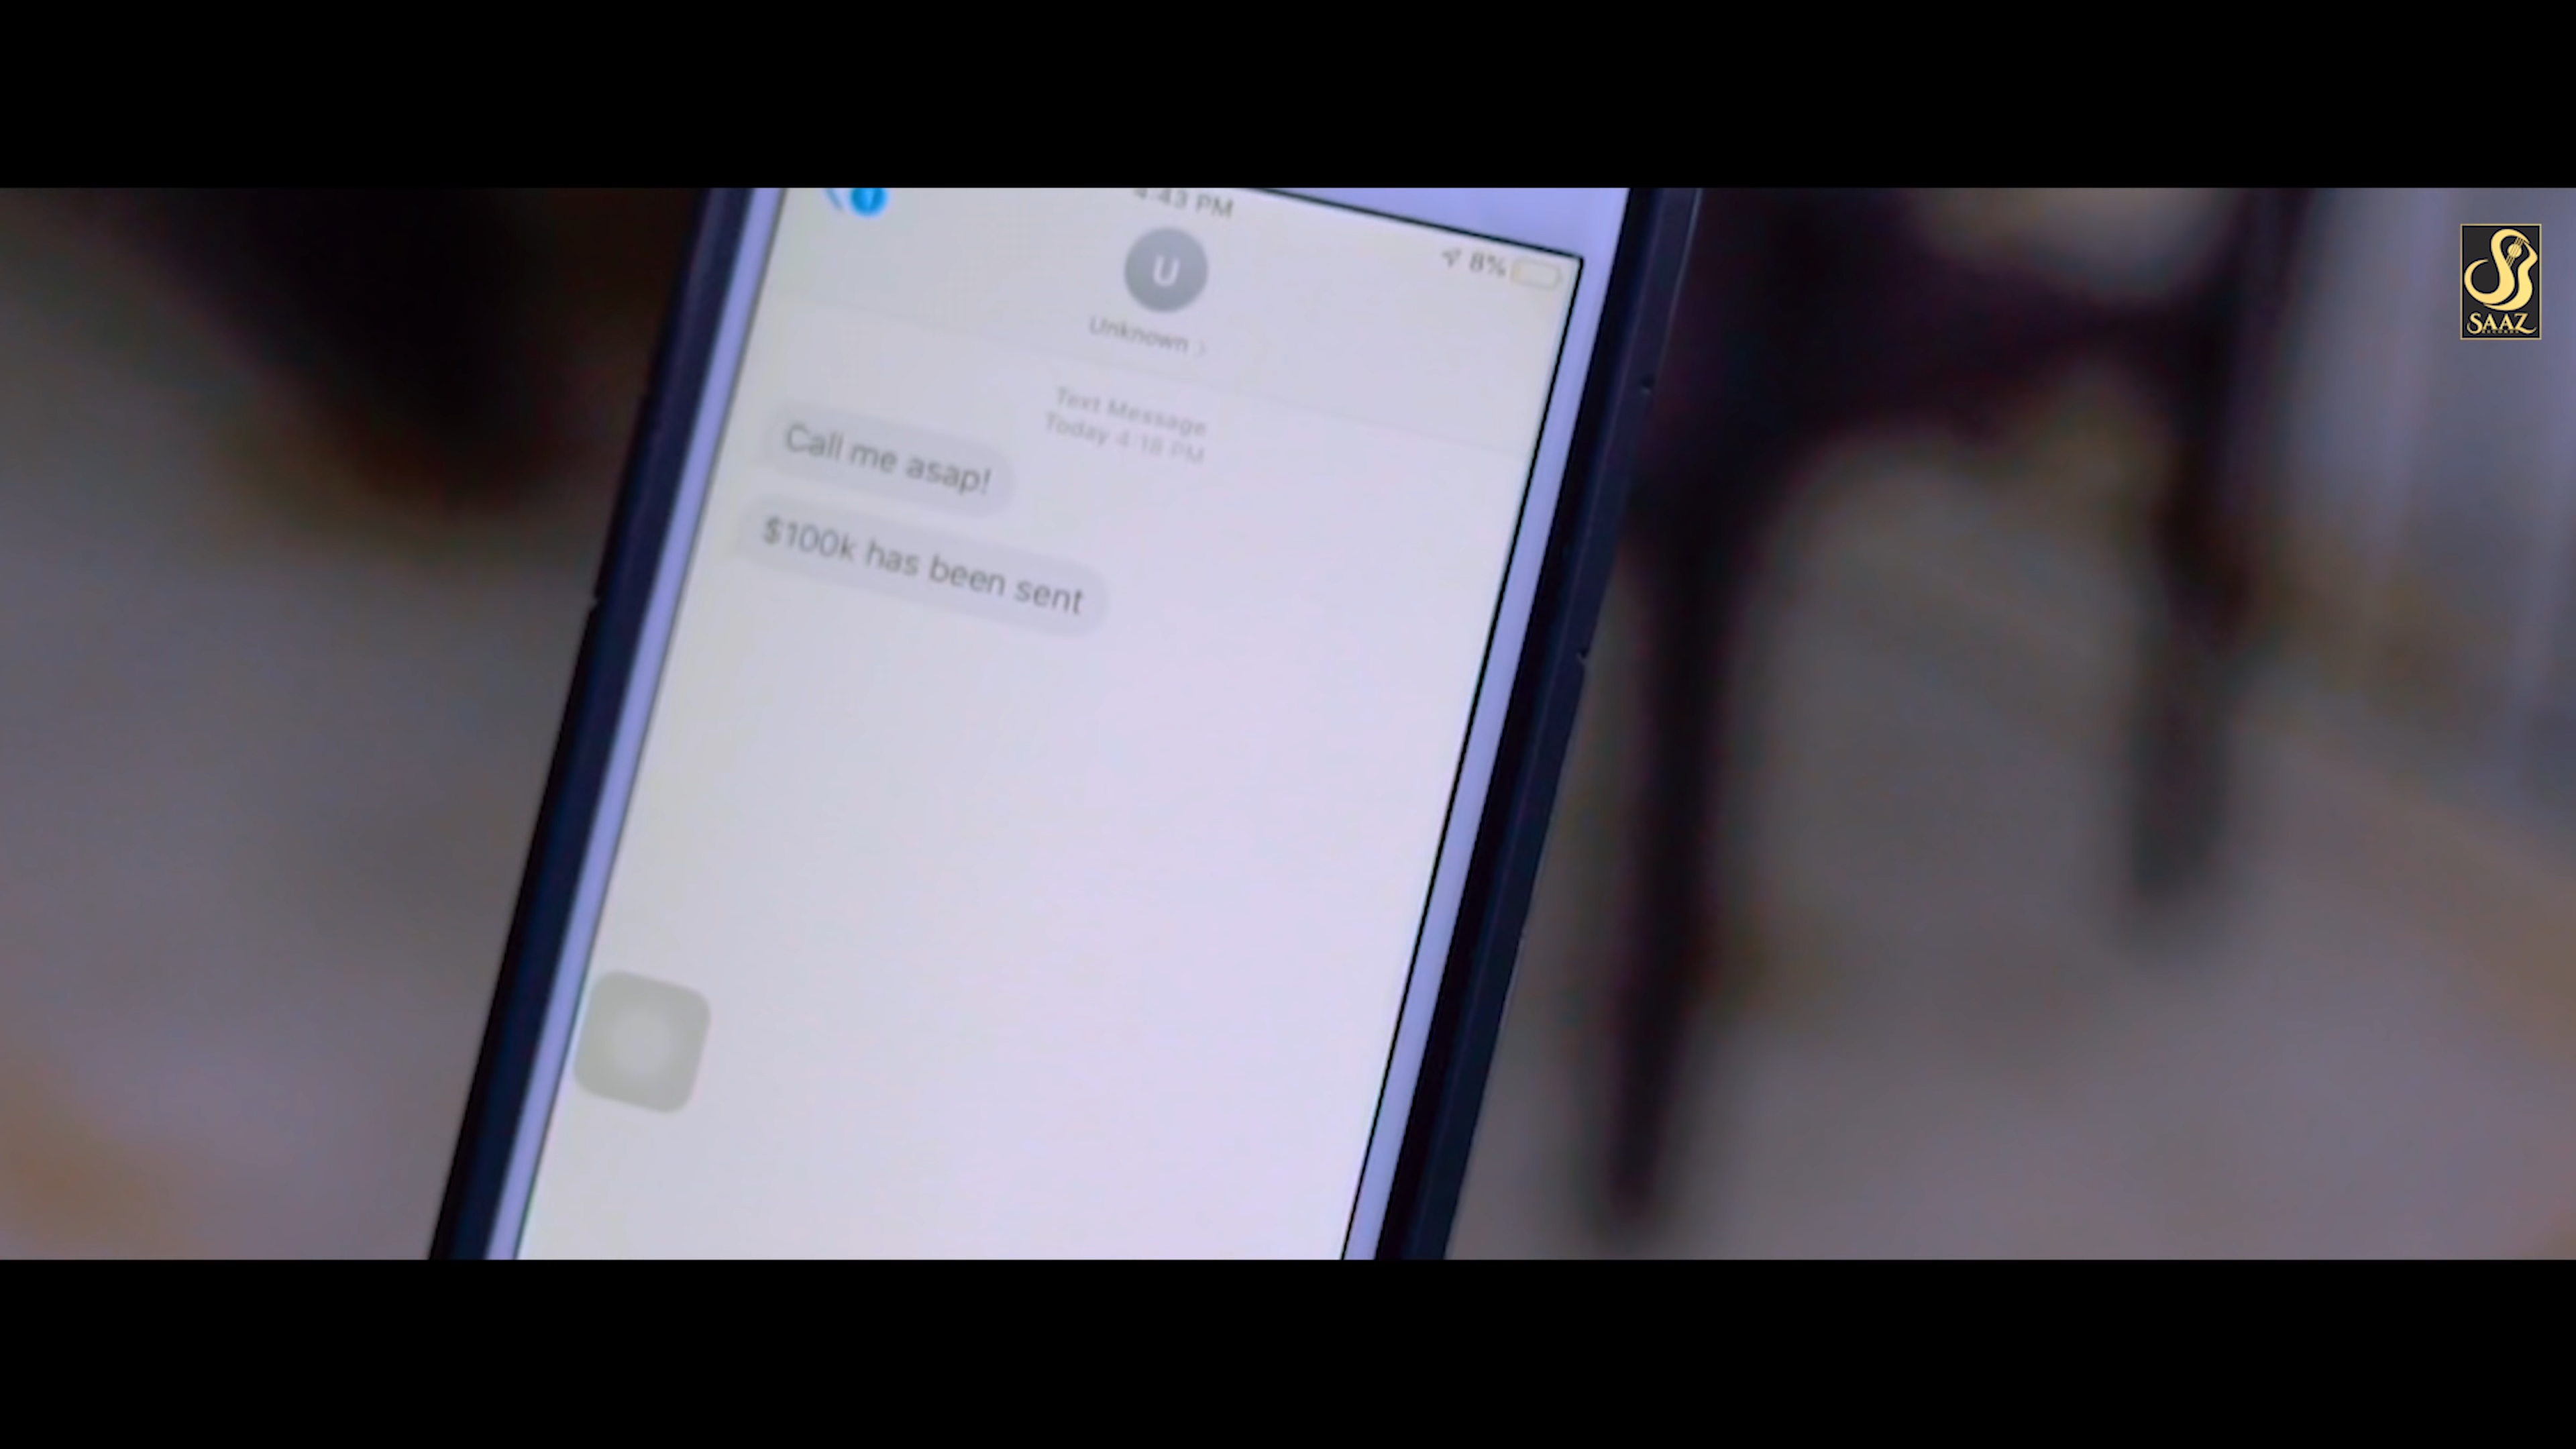 4:43 PM
8%
U
Unknown >
Text Message
Today 4:16 PM
Call me asap!
$100k has been sent
SAAZ